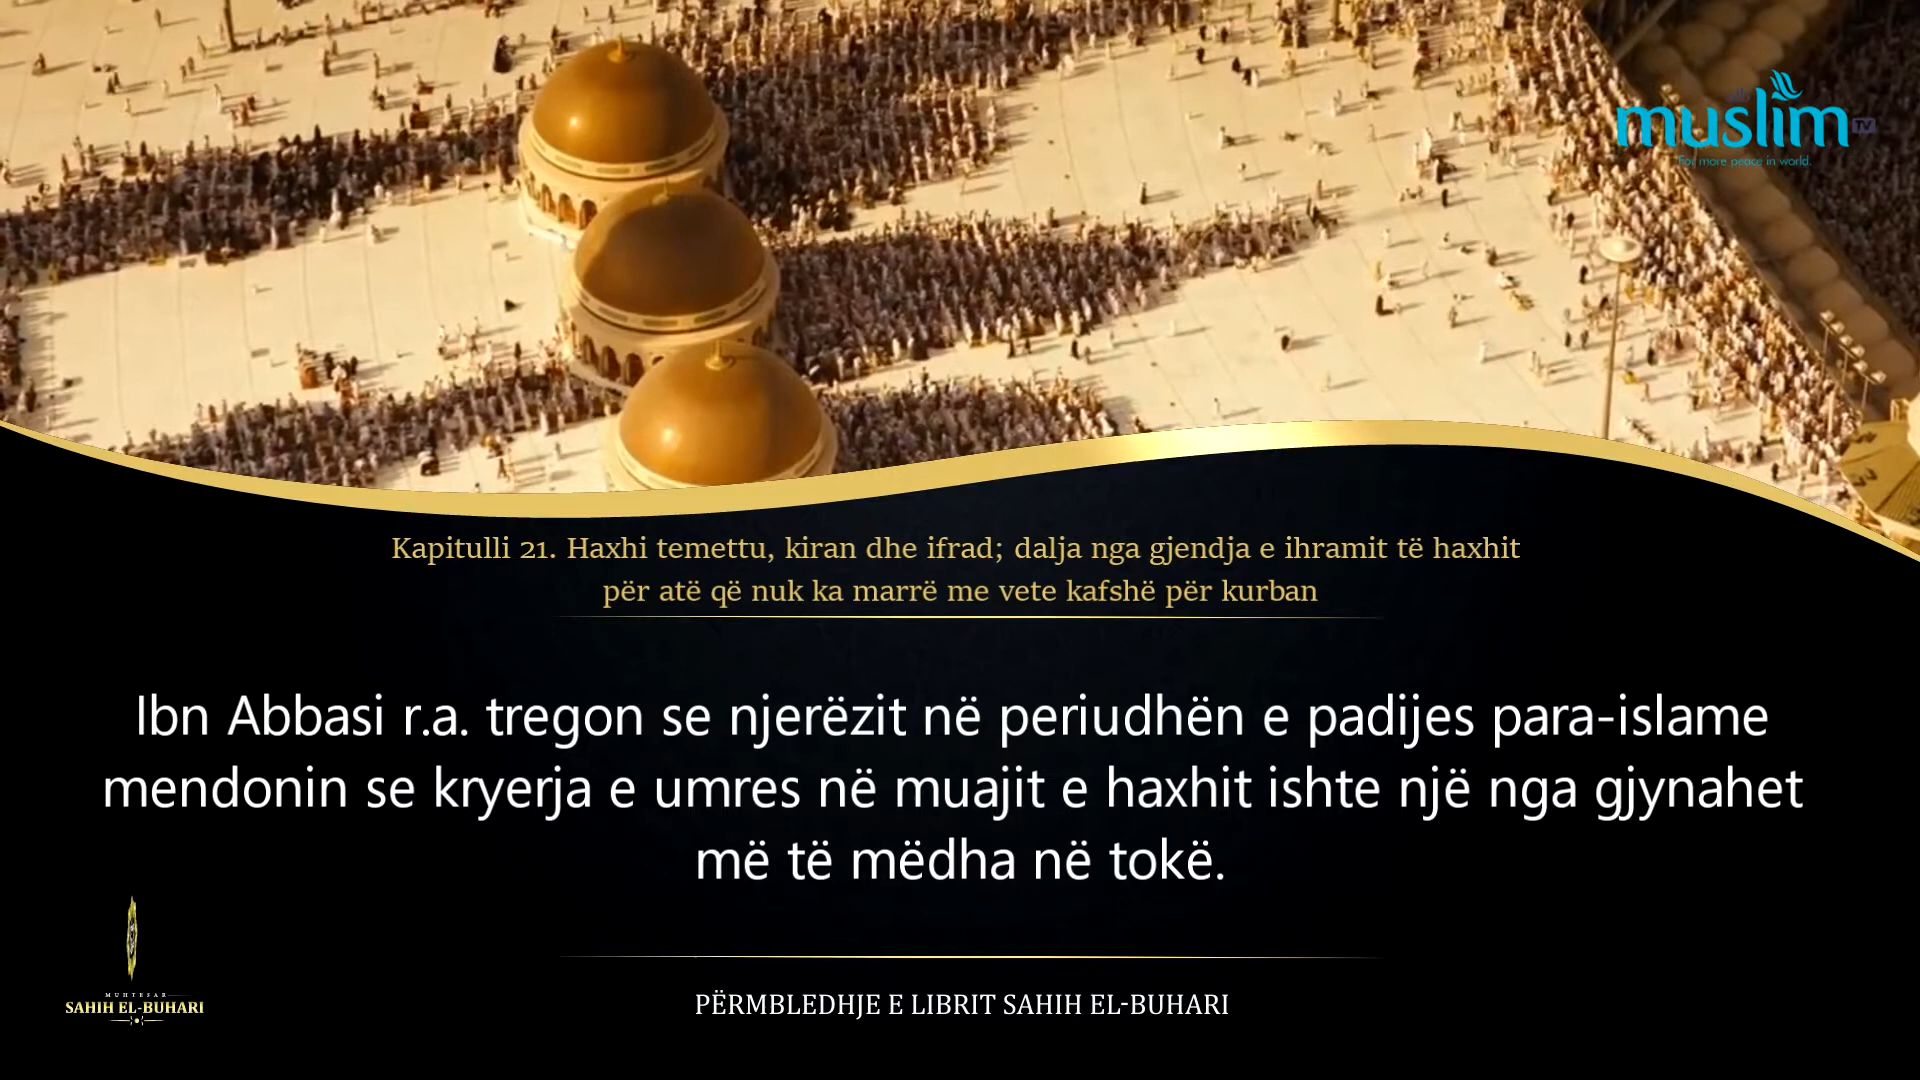 muslim
TV
For more peace in world.
Kapitulli 21. Haxhi temettu, kiran dhe ifrad; dalja nga gjendja e ihramit të haxhit
për atë që nuk ka marrë me vete kafshë për kurban
Ibn Abbasi r.a. tregon se njerëzit në periudhën e padijes para-islame
mendonin se kryerja e umres në muajit e haxhit ishte një nga gjynahet
më të mëdha në tokë.
MUHTESAR
SAHIH EL-BUHARI
PËRMBLEDHJE E LIBRIT SAHIH EL-BUHARI